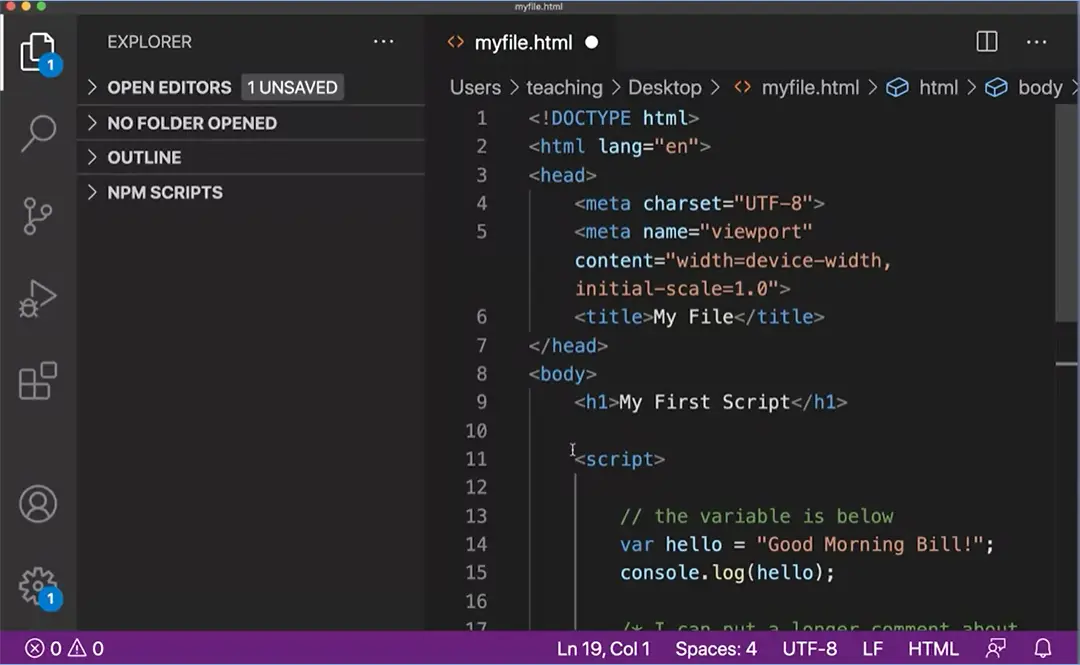 myfile.html
EXPLORER ...
<> myfile.html
OPEN EDITORS 1 UNSAVED
NO FOLDER OPENED
OUTLINE
NPM SCRIPTS
1
1
Users > teaching > Desktop > <> myfile.html > html > body >
1 <!DOCTYPE html>
2 <html lang="en">
3 <head>
4 <meta charset="UTF-8">
5 <meta name="viewport"
content="width=device-width,
initial-scale=1.0">
6 <title>My File</title>
7 </head>
8 <body>
9 <h1>My First Script</h1>
10
11 <script>
12
13 // the variable is below
14 var hello = "Good Morning Bill!";
15 console.log(hello);
16
17 /* I can put a longer comment about
0 0
Ln 19, Col 1 Spaces: 4 UTF-8 LF HTML